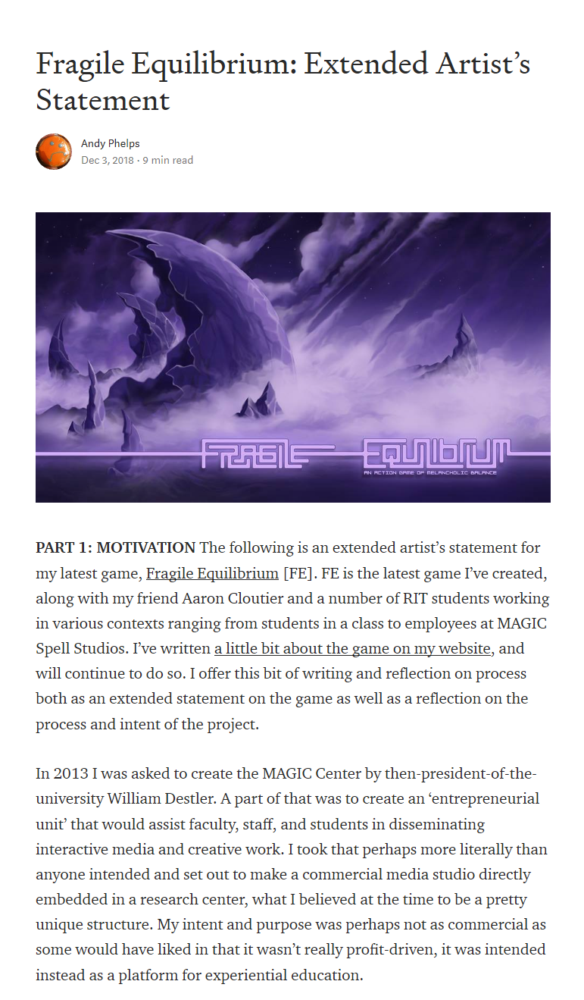 Fragile Equilibrium: Extended Artist’s
Statement
Andy Phelps
Dec 3, 2018 · 9 min read
FRAGILE EQUILIBRIUM
AN ACTION GAME OF MELANCHOLIC BALANCE
PART 1: MOTIVATION The following is an extended artist’s statement for
my latest game, Fragile Equilibrium [FE]. FE is the latest game I’ve created,
along with my friend Aaron Cloutier and a number of RIT students working
in various contexts ranging from students in a class to employees at MAGIC
Spell Studios. I’ve written a little bit about the game on my website, and
will continue to do so. I offer this bit of writing and reflection on process
both as an extended statement on the game as well as a reflection on the
process and intent of the project.
In 2013 I was asked to create the MAGIC Center by then-president-of-the-
university William Destler. A part of that was to create an ‘entrepreneurial
unit’ that would assist faculty, staff, and students in disseminating
interactive media and creative work. I took that perhaps more literally than
anyone intended and set out to make a commercial media studio directly
embedded in a research center, what I believed at the time to be a pretty
unique structure. My intent and purpose was perhaps not as commercial as
some would have liked in that it wasn’t really profit-driven, it was intended
instead as a platform for experiential education.